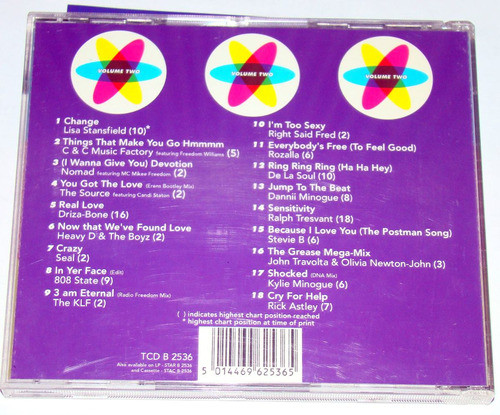 VOLUME TWO
VOLUME TWO
VOLUME TWO
1 Change
Lisa Stansfield (10)*
2 Things That Make You Go Hmmmm
C & C Music Factory featuring Freedom Williams (5)
3 (I Wanna Give You) Devotion
Nomad featuring MC Mikee Freedom (2)
4 You Got The Love (Erens Bootleg Mix)
The Source featuring Candi Staton (2)
5 Real Love
Driza-Bone (16)
6 Now that We've Found Love
Heavy D & The Boyz (2)
7 Crazy
Seal (2)
8 In Yer Face (Edit)
808 State (9)
9 3 am Eternal (Radio Freedom Mix)
The KLF (2)
10 I'm Too Sexy
Right Said Fred (2)
11 Everybody's Free (To Feel Good)
Rozalla (6)
12 Ring Ring Ring (Ha Ha Hey)
De La Soul (10)
13 Jump To The Beat
Dannii Minogue (8)
14 Sensitivity
Ralph Tresvant (18)
15 Because I Love You (The Postman Song)
Stevie B (6)
16 The Grease Mega-Mix
John Travolta & Olivia Newton-John (3)
17 Shocked (DNA Mix)
Kylie Minogue (6)
18 Cry For Help
Rick Astley (7)
( ) indicates highest chart position reached
* highest chart position at time of print
TCD B 2536
Also available on LP - STAR B 2536
and Cassette - STAC B 2536
5 014469 625365